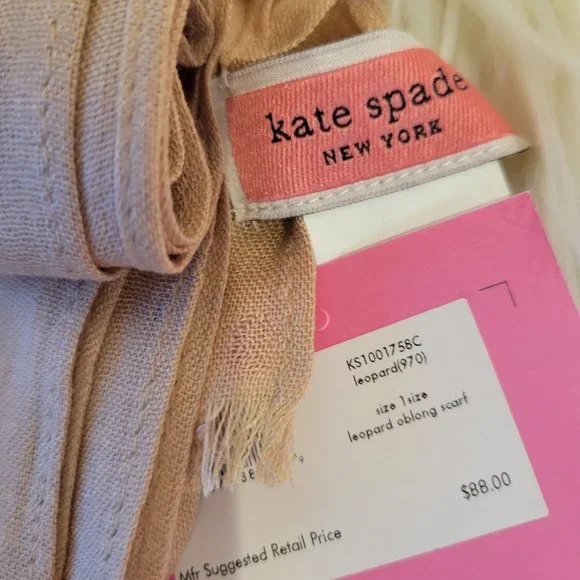 kate spade
NEW YORK
KS1001758C
leopard(970)
size 1size
leopard oblong scarf
$88.00
Mfr Suggested Retail Price